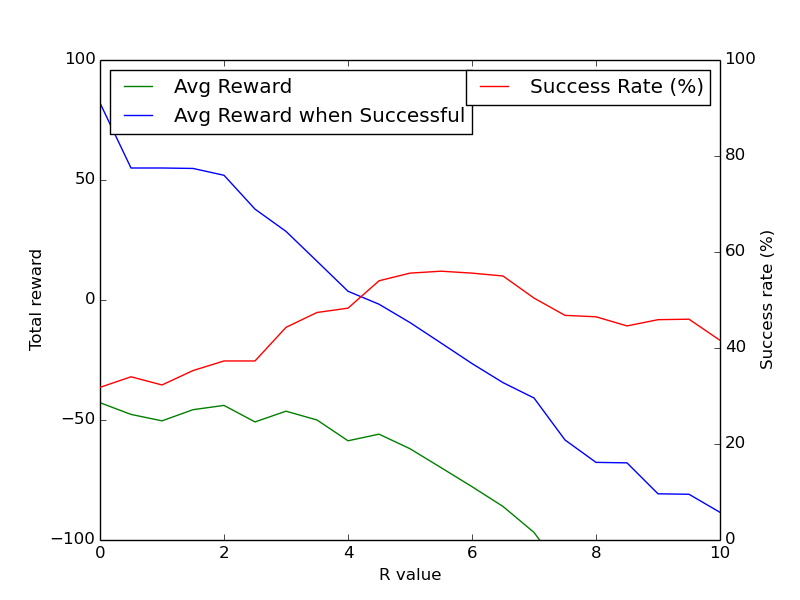 Avg Reward
Avg Reward when Successful
Success Rate (%)
100
50
0
−50
−100
Total reward
100
80
60
40
20
0
Success rate (%)
0
2
4
6
8
10
R value